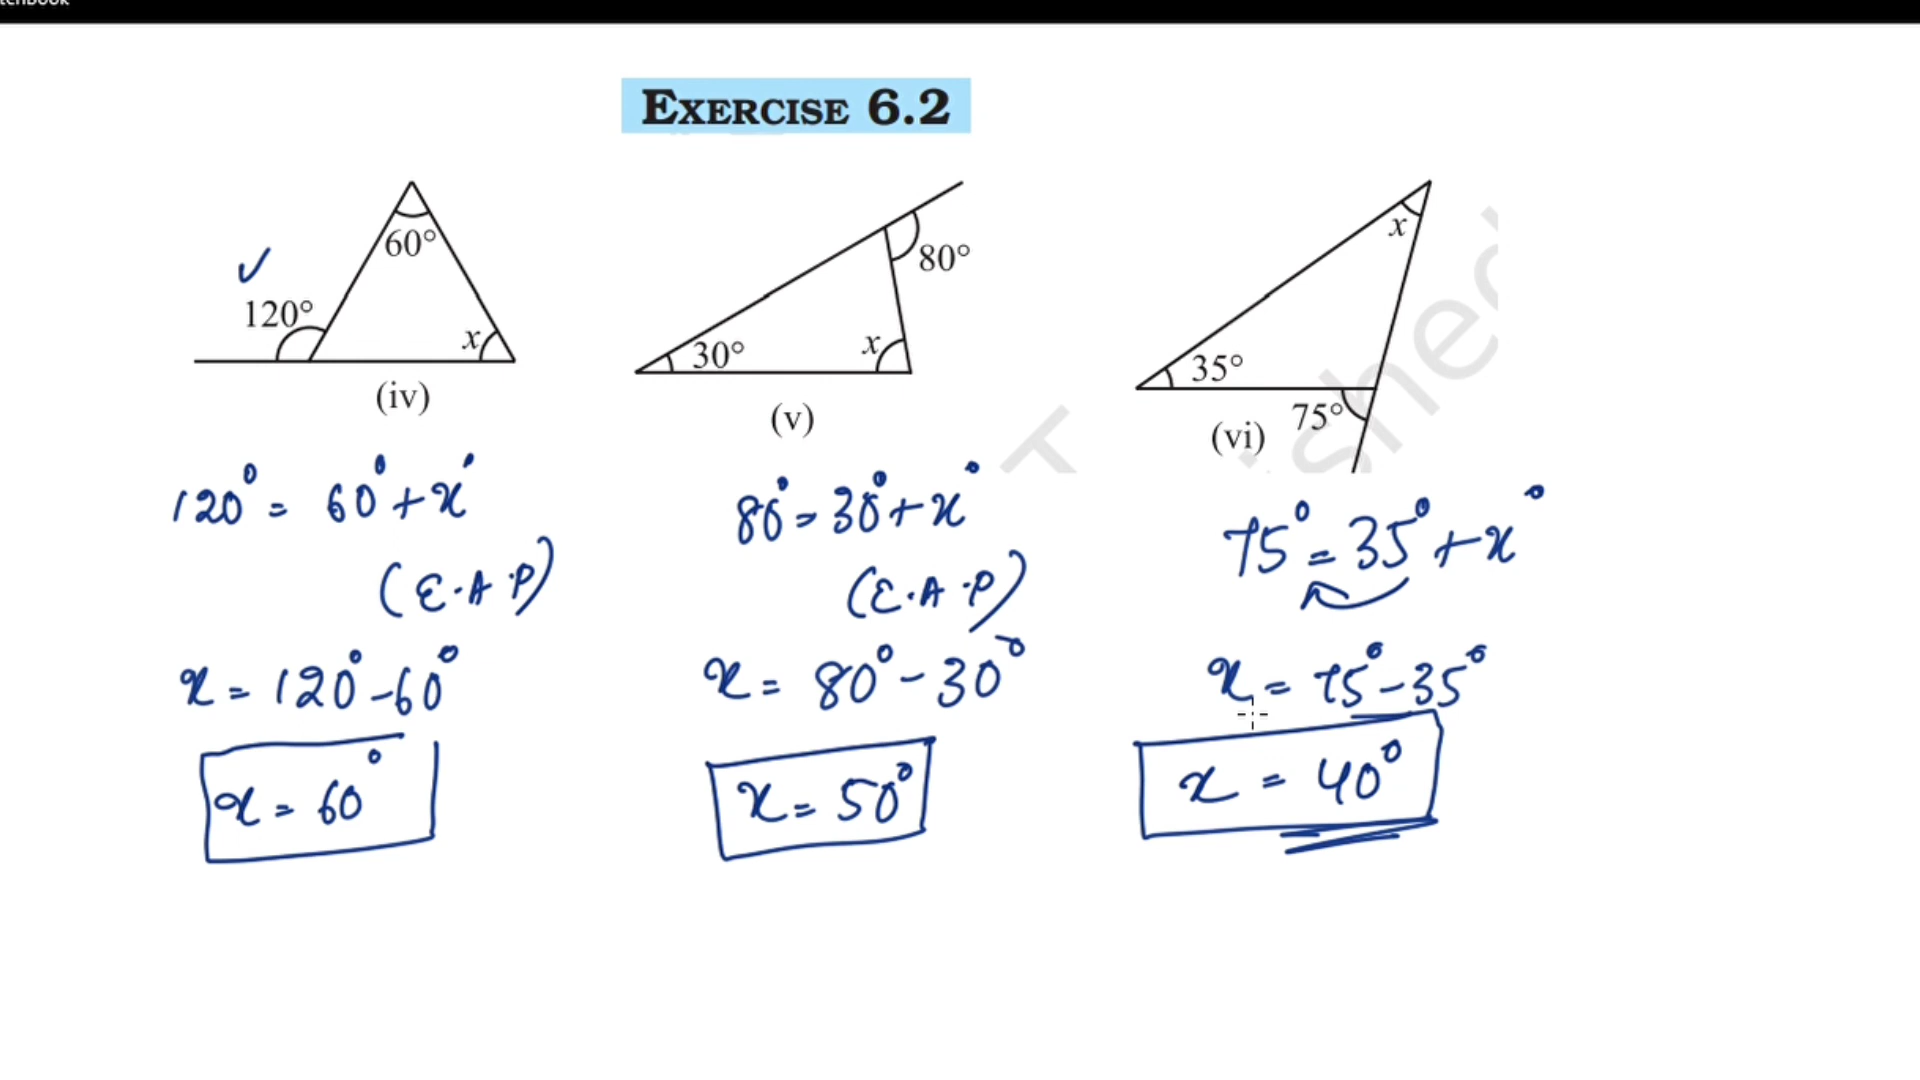 EXERCISE 6.2
60°
120°
x
(iv)
80°
30°
x
(v)
x
35°
75°
(vi)
120° = 60° + x°
(E.A.P)
x = 120° - 60°
x = 60°
80° = 30° + x°
(E.A.P)
x = 80° - 30°
x = 50°
75° = 35° + x°
x = 75° - 35°
x = 40°